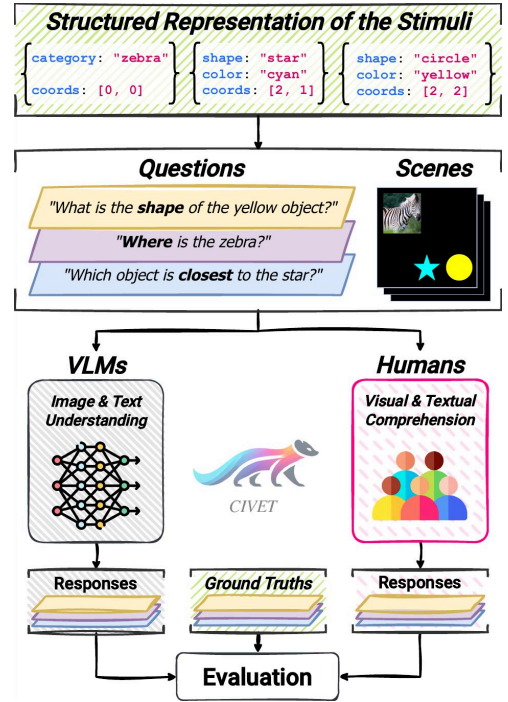 Structured Representation of the Stimuli
{ category: "zebra" coords: [0, 0] }
{ shape: "star" color: "cyan" coords: [2, 1] }
{ shape: "circle" color: "yellow" coords: [2, 2] }
Questions
Scenes
"What is the shape of the yellow object?"
"Where is the zebra?"
"Which object is closest to the star?"
VLMs
Image & Text
Understanding
Humans
Visual & Textual
Comprehension
CIVET
Responses
Ground Truths
Responses
Evaluation